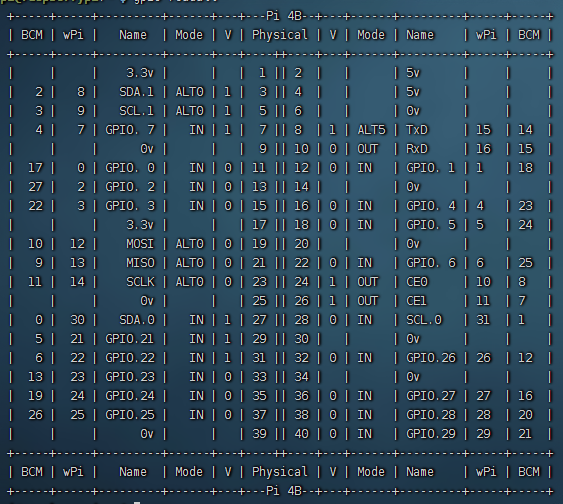 +-----+-----+---------+------+---+---Pi 4B--+---+------+---------+-----+-----+
| BCM | wPi |   Name  | Mode | V | Physical | V | Mode | Name    | wPi | BCM |
+-----+-----+---------+------+---+----++----+---+------+---------+-----+-----+
|     |     |    3.3v |      |   |  1 || 2  |   |      | 5v      |     |     |
|   2 |   8 |   SDA.1 | ALT0 | 1 |  3 || 4  |   |      | 5v      |     |     |
|   3 |   9 |   SCL.1 | ALT0 | 1 |  5 || 6  |   |      | 0v      |     |     |
|   4 |   7 | GPIO. 7 |   IN | 1 |  7 || 8  | 1 | ALT5 | TxD     | 15  | 14  |
|     |     |      0v |      |   |  9 || 10 | 0 | OUT  | RxD     | 16  | 15  |
|  17 |   0 | GPIO. 0 |   IN | 0 | 11 || 12 | 0 | IN   | GPIO. 1 | 1   | 18  |
|  27 |   2 | GPIO. 2 |   IN | 0 | 13 || 14 |   |      | 0v      |     |     |
|  22 |   3 | GPIO. 3 |   IN | 0 | 15 || 16 | 0 | IN   | GPIO. 4 | 4   | 23  |
|     |     |    3.3v |      |   | 17 || 18 | 0 | IN   | GPIO. 5 | 5   | 24  |
|  10 |  12 |    MOSI | ALT0 | 0 | 19 || 20 |   |      | 0v      |     |     |
|   9 |  13 |    MISO | ALT0 | 0 | 21 || 22 | 0 | IN   | GPIO. 6 | 6   | 25  |
|  11 |  14 |    SCLK | ALT0 | 0 | 23 || 24 | 1 | OUT  | CE0     | 10  | 8   |
|     |     |      0v |      |   | 25 || 26 | 1 | OUT  | CE1     | 11  | 7   |
|   0 |  30 |   SDA.0 |   IN | 1 | 27 || 28 | 0 | IN   | SCL.0   | 31  | 1   |
|   5 |  21 | GPIO.21 |   IN | 1 | 29 || 30 |   |      | 0v      |     |     |
|   6 |  22 | GPIO.22 |   IN | 1 | 31 || 32 | 0 | IN   | GPIO.26 | 26  | 12  |
|  13 |  23 | GPIO.23 |   IN | 0 | 33 || 34 |   |      | 0v      |     |     |
|  19 |  24 | GPIO.24 |   IN | 0 | 35 || 36 | 0 | IN   | GPIO.27 | 27  | 16  |
|  26 |  25 | GPIO.25 |   IN | 0 | 37 || 38 | 0 | IN   | GPIO.28 | 28  | 20  |
|     |     |      0v |      |   | 39 || 40 | 0 | IN   | GPIO.29 | 29  | 21  |
+-----+-----+---------+------+---+----++----+---+------+---------+-----+-----+
| BCM | wPi |   Name  | Mode | V | Physical | V | Mode | Name    | wPi | BCM |
+-----+-----+---------+------+---+---Pi 4B--+---+------+---------+-----+-----+